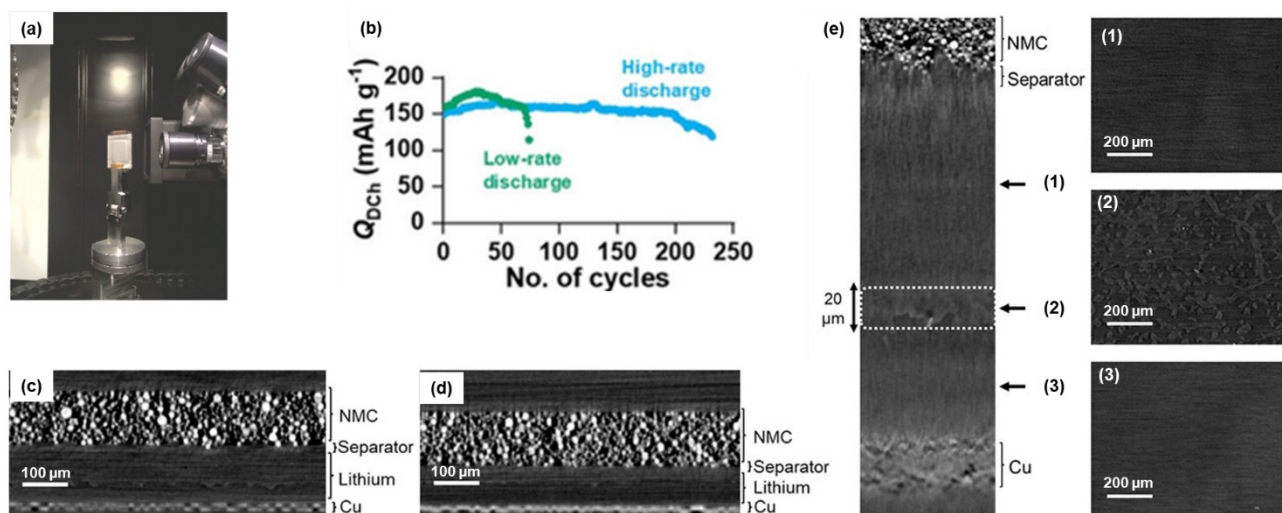 (a)
(b)
Q_DCh (mAh g⁻¹)
200
150
100
50
0
High-rate
discharge
Low-rate
discharge
0 50 100 150 200 250
No. of cycles
(c)
NMC
Separator
Lithium
Cu
100 µm
(d)
NMC
Separator
Lithium
Cu
100 µm
(e)
NMC
Separator
(1)
20
µm
(2)
(3)
Cu
(1)
200 µm
(2)
200 µm
(3)
200 µm